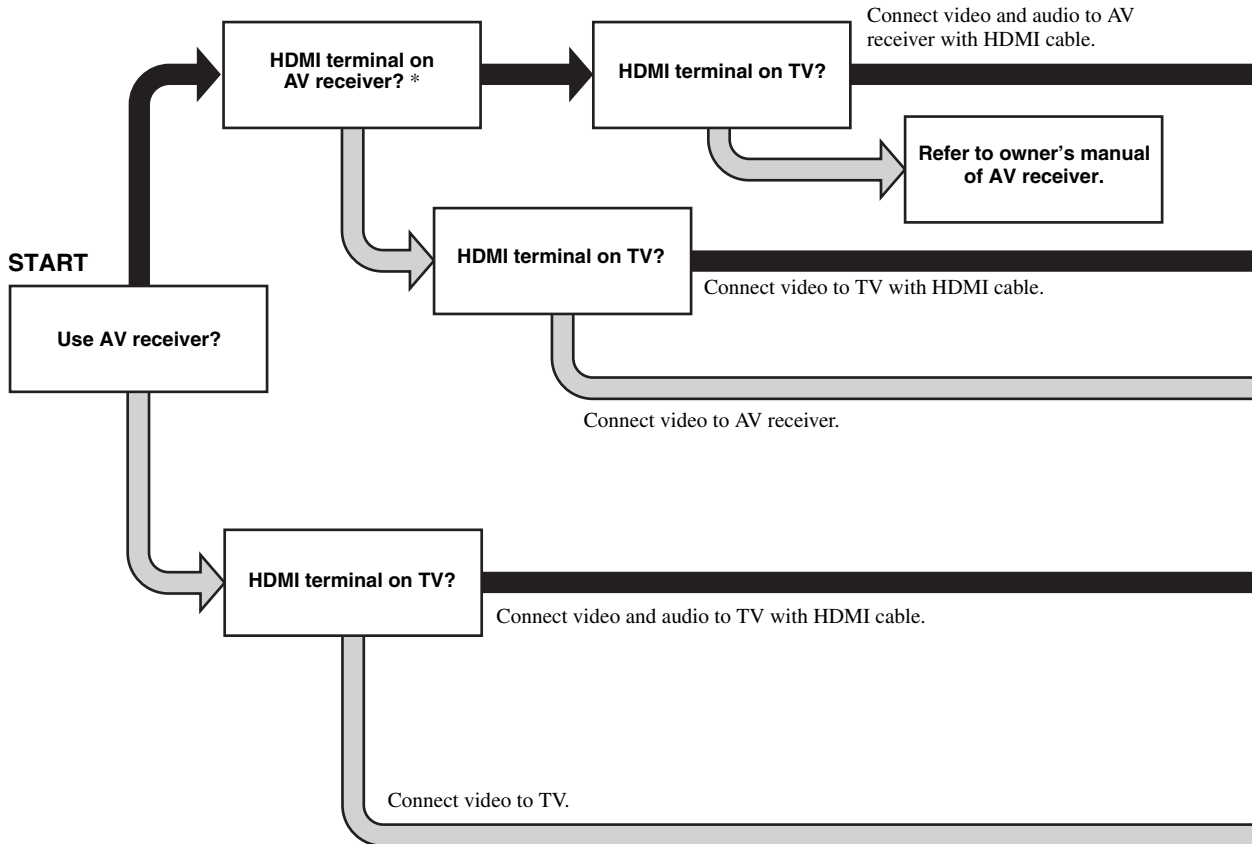 Connect video and audio to AV
receiver with HDMI cable.
HDMI terminal on
AV receiver? *
HDMI terminal on TV?
Refer to owner’s manual
of AV receiver.
HDMI terminal on TV?
START
Connect video to TV with HDMI cable.
Use AV receiver?
Connect video to AV receiver.
HDMI terminal on TV?
Connect video and audio to TV with HDMI cable.
Connect video to TV.